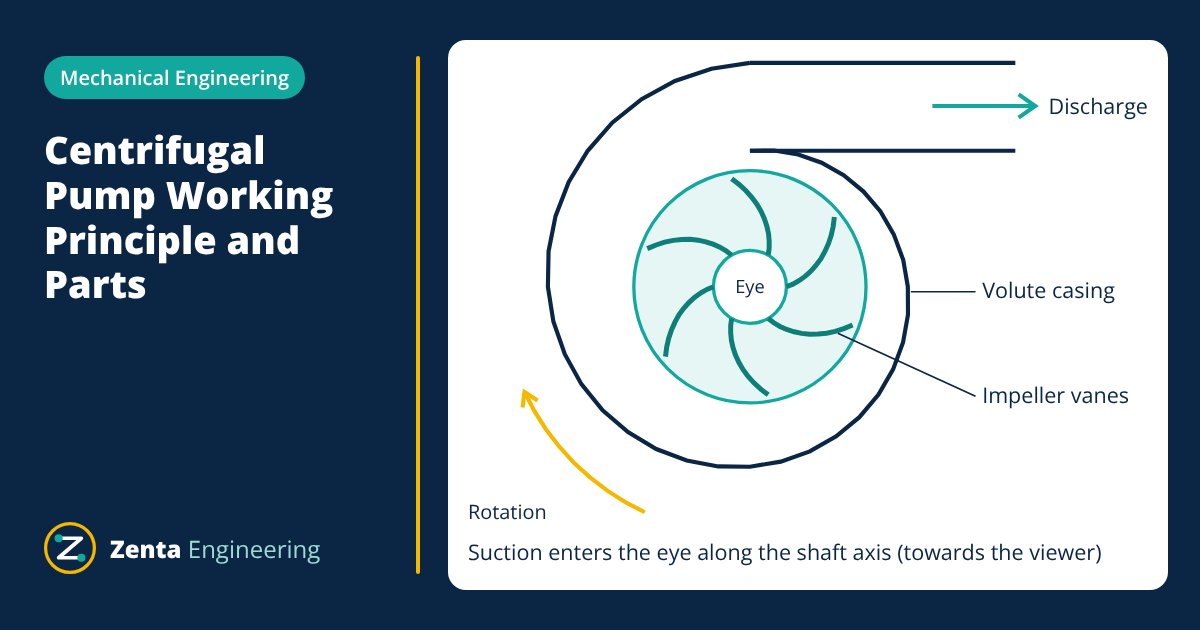 Mechanical Engineering
Centrifugal
Pump Working
Principle and
Parts
Zenta Engineering
Discharge
Eye
Volute casing
Impeller vanes
Rotation
Suction enters the eye along the shaft axis (towards the viewer)